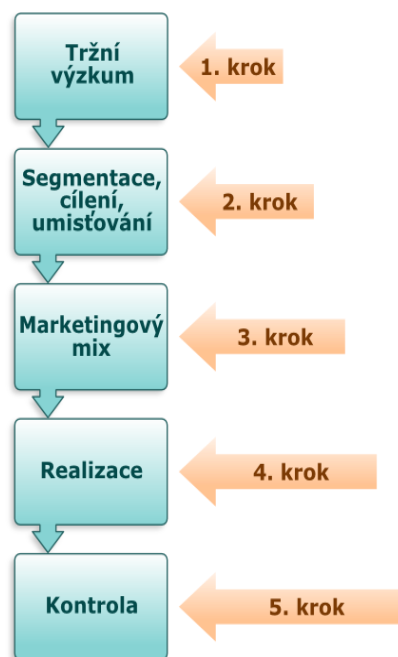 Tržní
výzkum
1. krok
Segmentace,
cílení,
umisťování
2. krok
Marketingový
mix
3. krok
Realizace
4. krok
Kontrola
5. krok